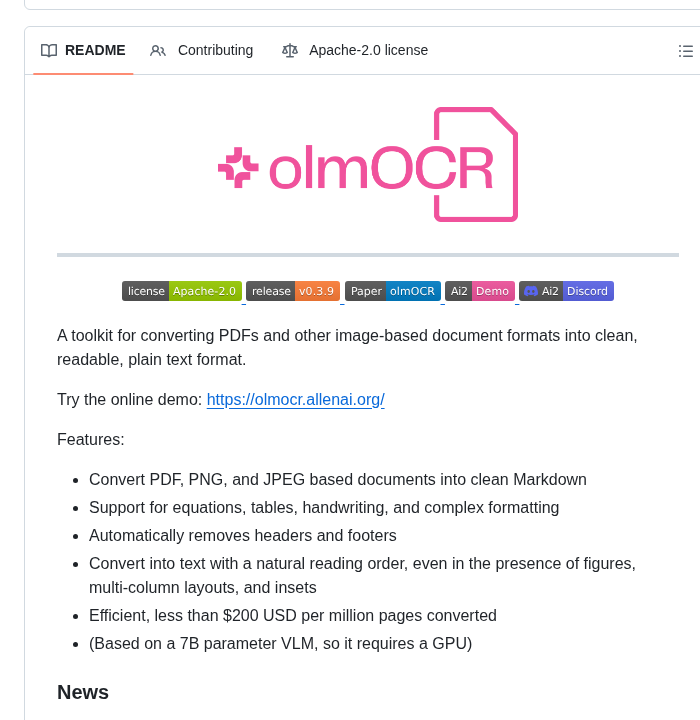 README Contributing Apache-2.0 license
olmOCR
license Apache-2.0 release v0.3.9 Paper olmOCR Ai2 Demo Ai2 Discord
A toolkit for converting PDFs and other image-based document formats into clean,
readable, plain text format.
Try the online demo: https://olmocr.allenai.org/
Features:
• Convert PDF, PNG, and JPEG based documents into clean Markdown
• Support for equations, tables, handwriting, and complex formatting
• Automatically removes headers and footers
• Convert into text with a natural reading order, even in the presence of figures,
multi-column layouts, and insets
• Efficient, less than $200 USD per million pages converted
• (Based on a 7B parameter VLM, so it requires a GPU)
News